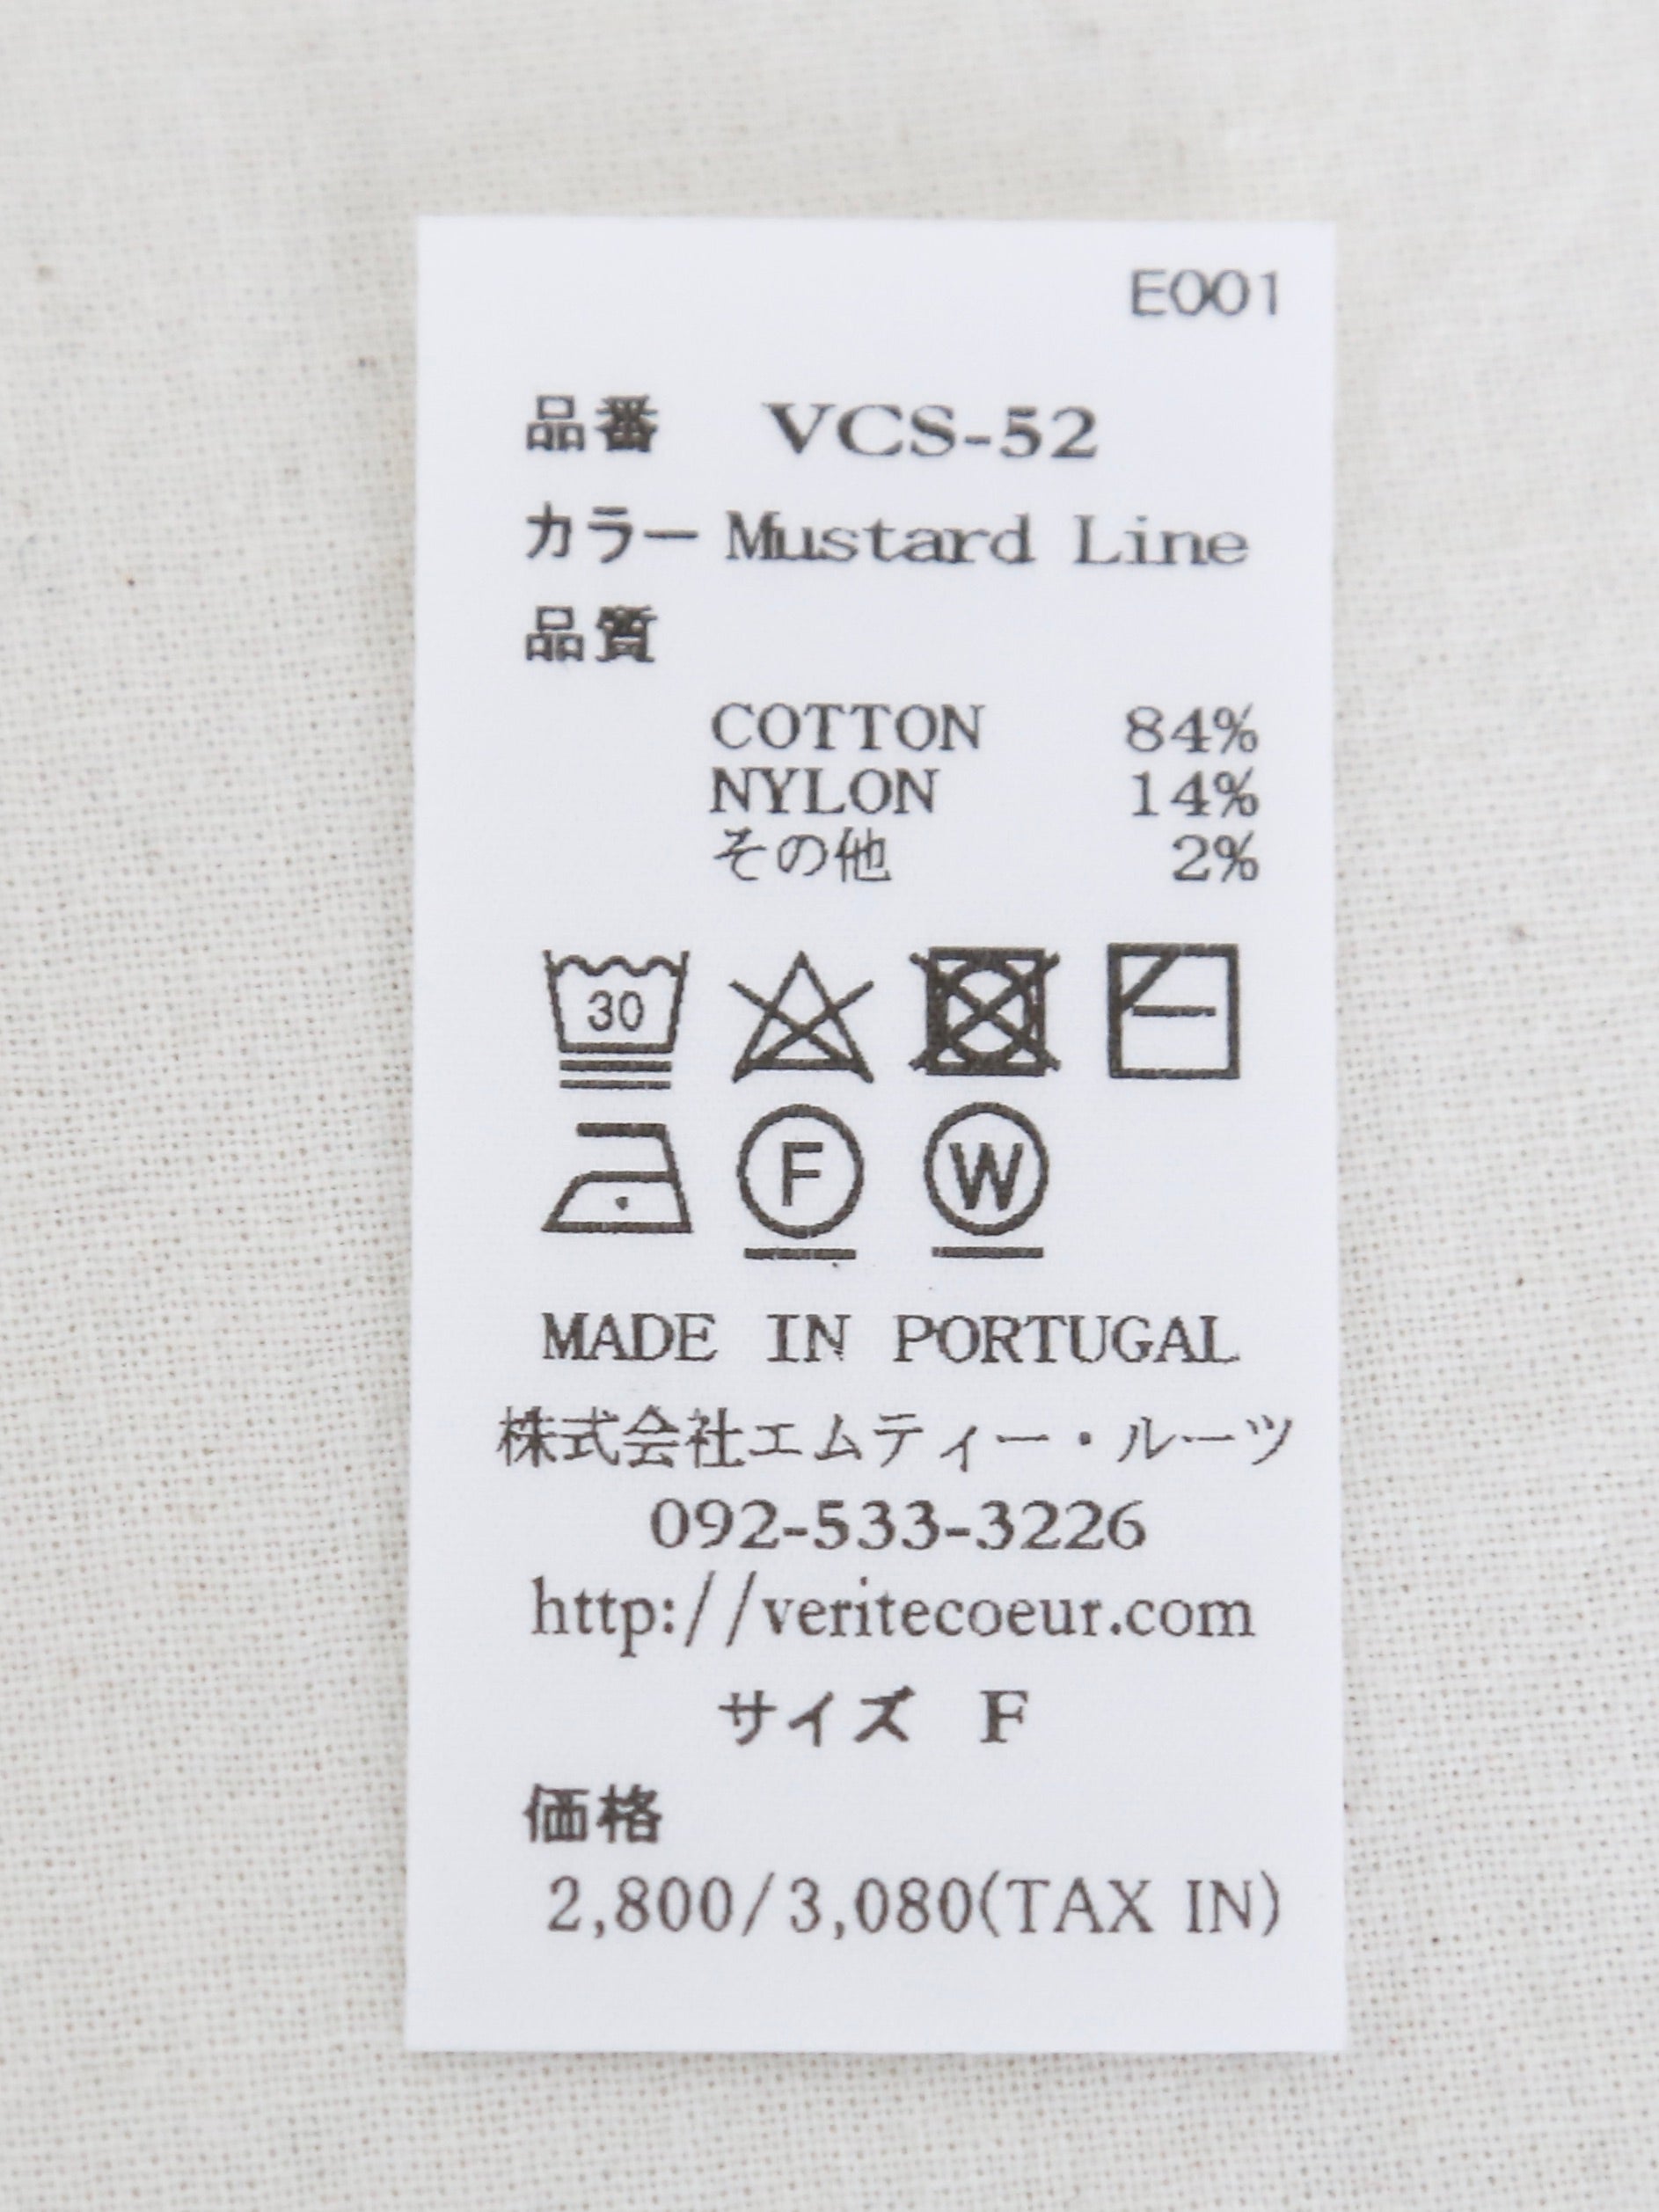 E001
品番 VCS-52
カラー Mustard Line
品質
COTTON 84%
NYLON 14%
その他 2%
30
F W
MADE IN PORTUGAL
株式会社エムティー・ルーツ
092-533-3226
http://veritecoeur.com
サイズ F
価格
2,800/3,080(TAX IN)